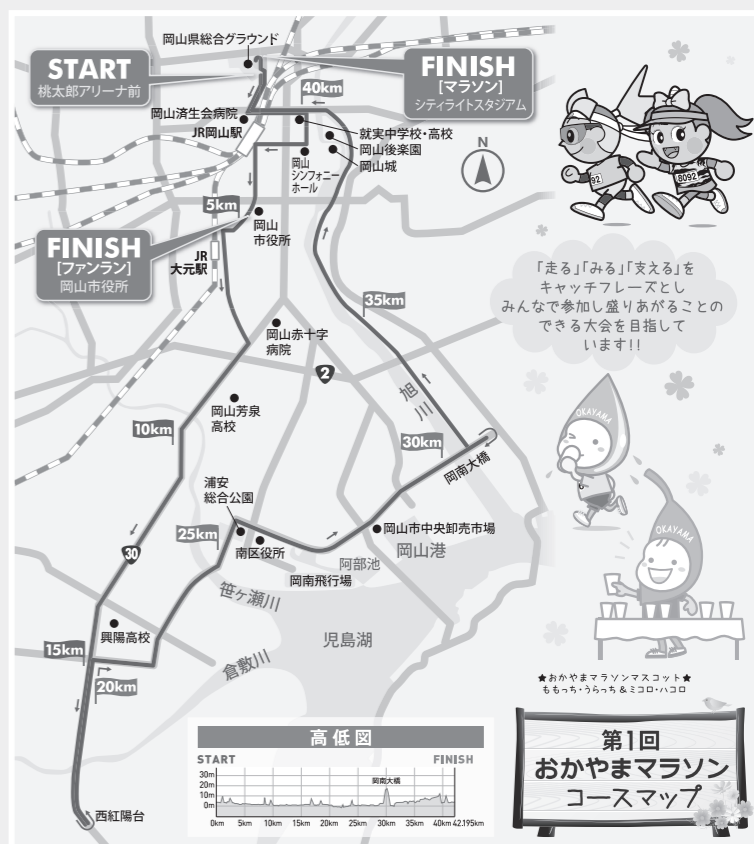 岡山県総合グラウンド
START
桃太郎アリーナ前
FINISH
[マラソン]
シティライトスタジアム
40km
岡山済生会病院
JR岡山駅
就実中学校・高校
岡山後楽園
岡山城
岡山
シンフォニー
ホール
N
92
8092
5km
岡山
市役所
FINISH
[ファンラン]
岡山市役所
JR
大元駅
「走る」「みる」「支える」を
キャッチフレーズとし
みんなで参加し盛りあがることの
できる大会を目指して
います!!
35km
岡山赤十字
病院
2
旭川
岡山芳泉
高校
10km
30km
岡南大橋
OKAYAMA
浦安
総合公園
25km
南区役所
岡山市中央卸売市場
岡山港
阿部池
岡南飛行場
OKAYAMA
30
笹ヶ瀬川
児島湖
興陽高校
倉敷川
15km
20km
★おかやまマラソンマスコット★
ももっち・うらっち&ミコロ・ハコロ
第1回
おかやまマラソン
コースマップ
高低図
START
FINISH
岡南大橋
30m
20m
10m
0m
0km 5km 10km 15km 20km 25km 30km 35km 40km 42.195km
西紅陽台